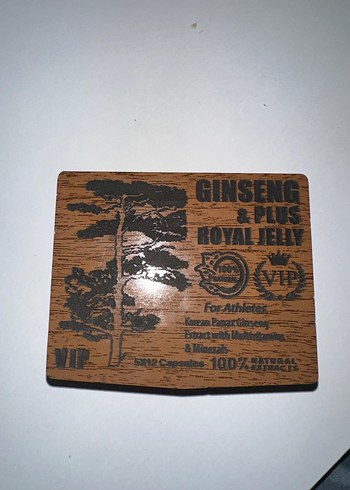 GINSENG
& PLUS
ROYAL JELLY
100%
VIP
For Athletes
Korean Panax Ginseng
Extract with Multivitamins
& Minerals
VIP
5X12 Capsules 100% NATURAL EXTRACTS